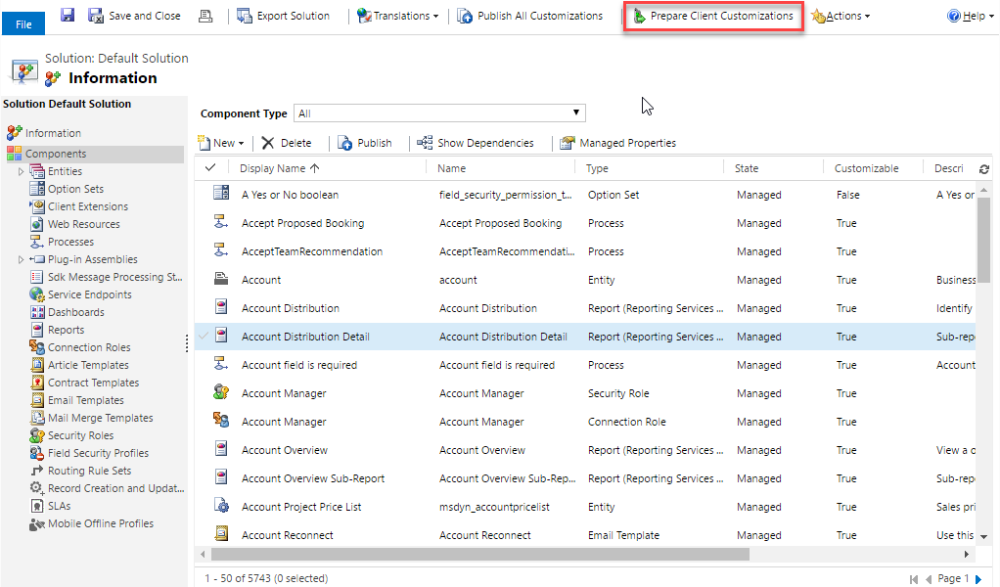 File Save and Close Export Solution Translations Publish All Customizations Prepare Client Customizations Actions Help
Solution: Default Solution
Information
Solution Default Solution
Information
Components
Entities
Option Sets
Client Extensions
Web Resources
Processes
Plug-in Assemblies
Sdk Message Processing St...
Service Endpoints
Dashboards
Reports
Connection Roles
Article Templates
Contract Templates
Email Templates
Mail Merge Templates
Security Roles
Field Security Profiles
Routing Rule Sets
Record Creation and Updat...
SLAs
Mobile Offline Profiles
Component Type All
New Delete Publish Show Dependencies Managed Properties
Display Name Name Type State Customizable Descri
A Yes or No boolean field_security_permission_t... Option Set Managed False A Yes or
Accept Proposed Booking Accept Proposed Booking Process Managed True
AcceptTeamRecommendation AcceptTeamRecommendati... Process Managed True
Account account Entity Managed True Business
Account Distribution Account Distribution Report (Reporting Services ... Managed True Identify
Account Distribution Detail Account Distribution Detail Report (Reporting Services ... Managed True Sub-repo
Account field is required Account field is required Process Managed True Account
Account Manager Account Manager Security Role Managed True
Account Manager Account Manager Connection Role Managed True
Account Overview Account Overview Report (Reporting Services ... Managed True View a o
Account Overview Sub-Report Account Overview Sub-Rep... Report (Reporting Services ... Managed True Sub-repo
Account Project Price List msdyn_accountpricelist Entity Managed True Sales pri
Account Reconnect Account Reconnect Email Template Managed True Use this
1 - 50 of 5743 (0 selected) Page 1